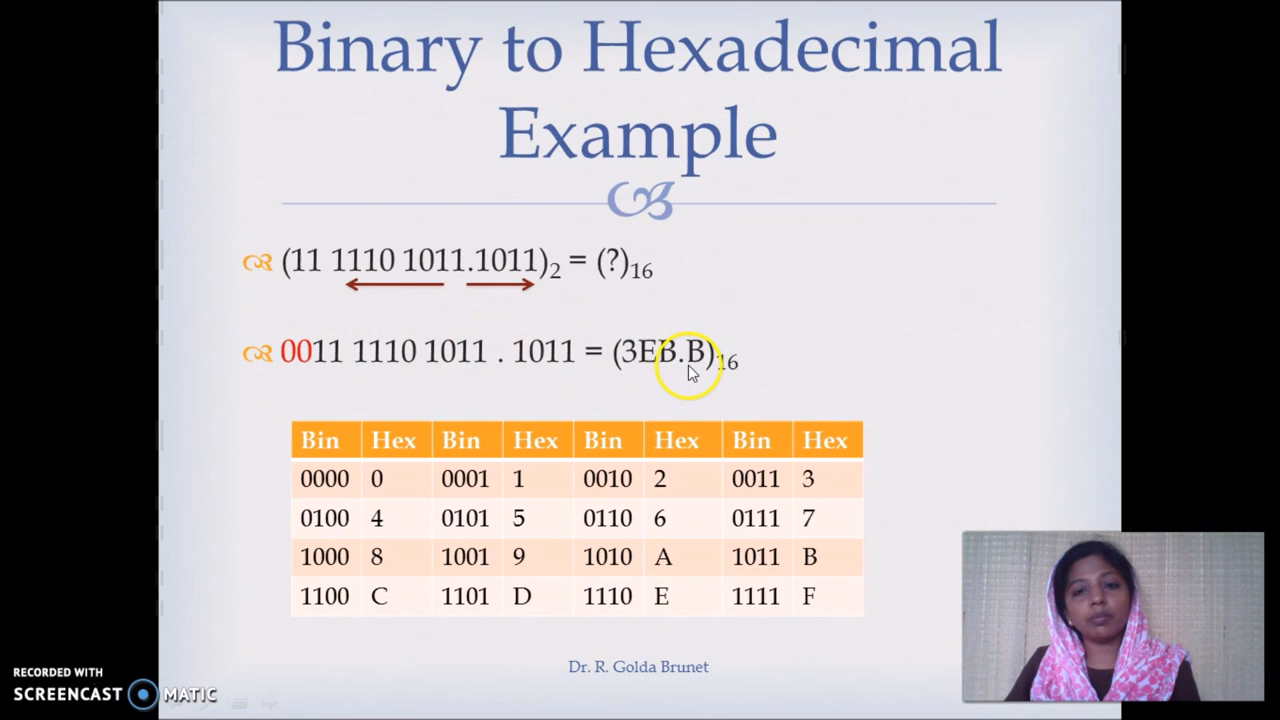 Binary to Hexadecimal
Example
(11 1110 1011.1011)₂ = (?)₁₆
0011 1110 1011 . 1011 = (3EB.B)₁₆
Bin Hex Bin Hex Bin Hex Bin Hex
0000 0 0001 1 0010 2 0011 3
0100 4 0101 5 0110 6 0111 7
1000 8 1001 9 1010 A 1011 B
1100 C 1101 D 1110 E 1111 F
Dr. R. Golda Brunet
RECORDED WITH
SCREENCAST MATIC